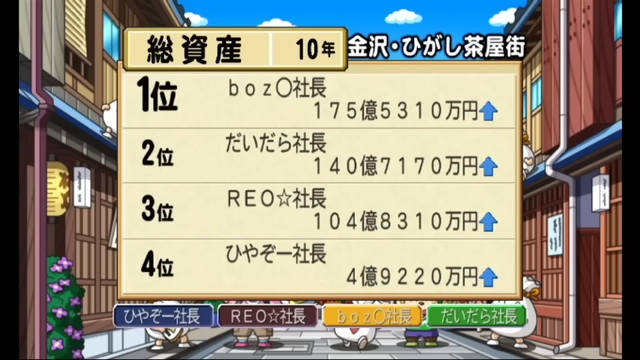 総資産 10年
金沢・ひがし茶屋街
1位 ｂｏｚ〇社長
１７５億５３１０万円
2位 だいだら社長
１４０億７１７０万円
3位 ＲＥＯ☆社長
１０４億８３１０万円
4位 ひやぞー社長
４億９２２０万円
ひやぞー社長 ＲＥＯ☆社長 ｂｏｚ〇社長 だいだら社長